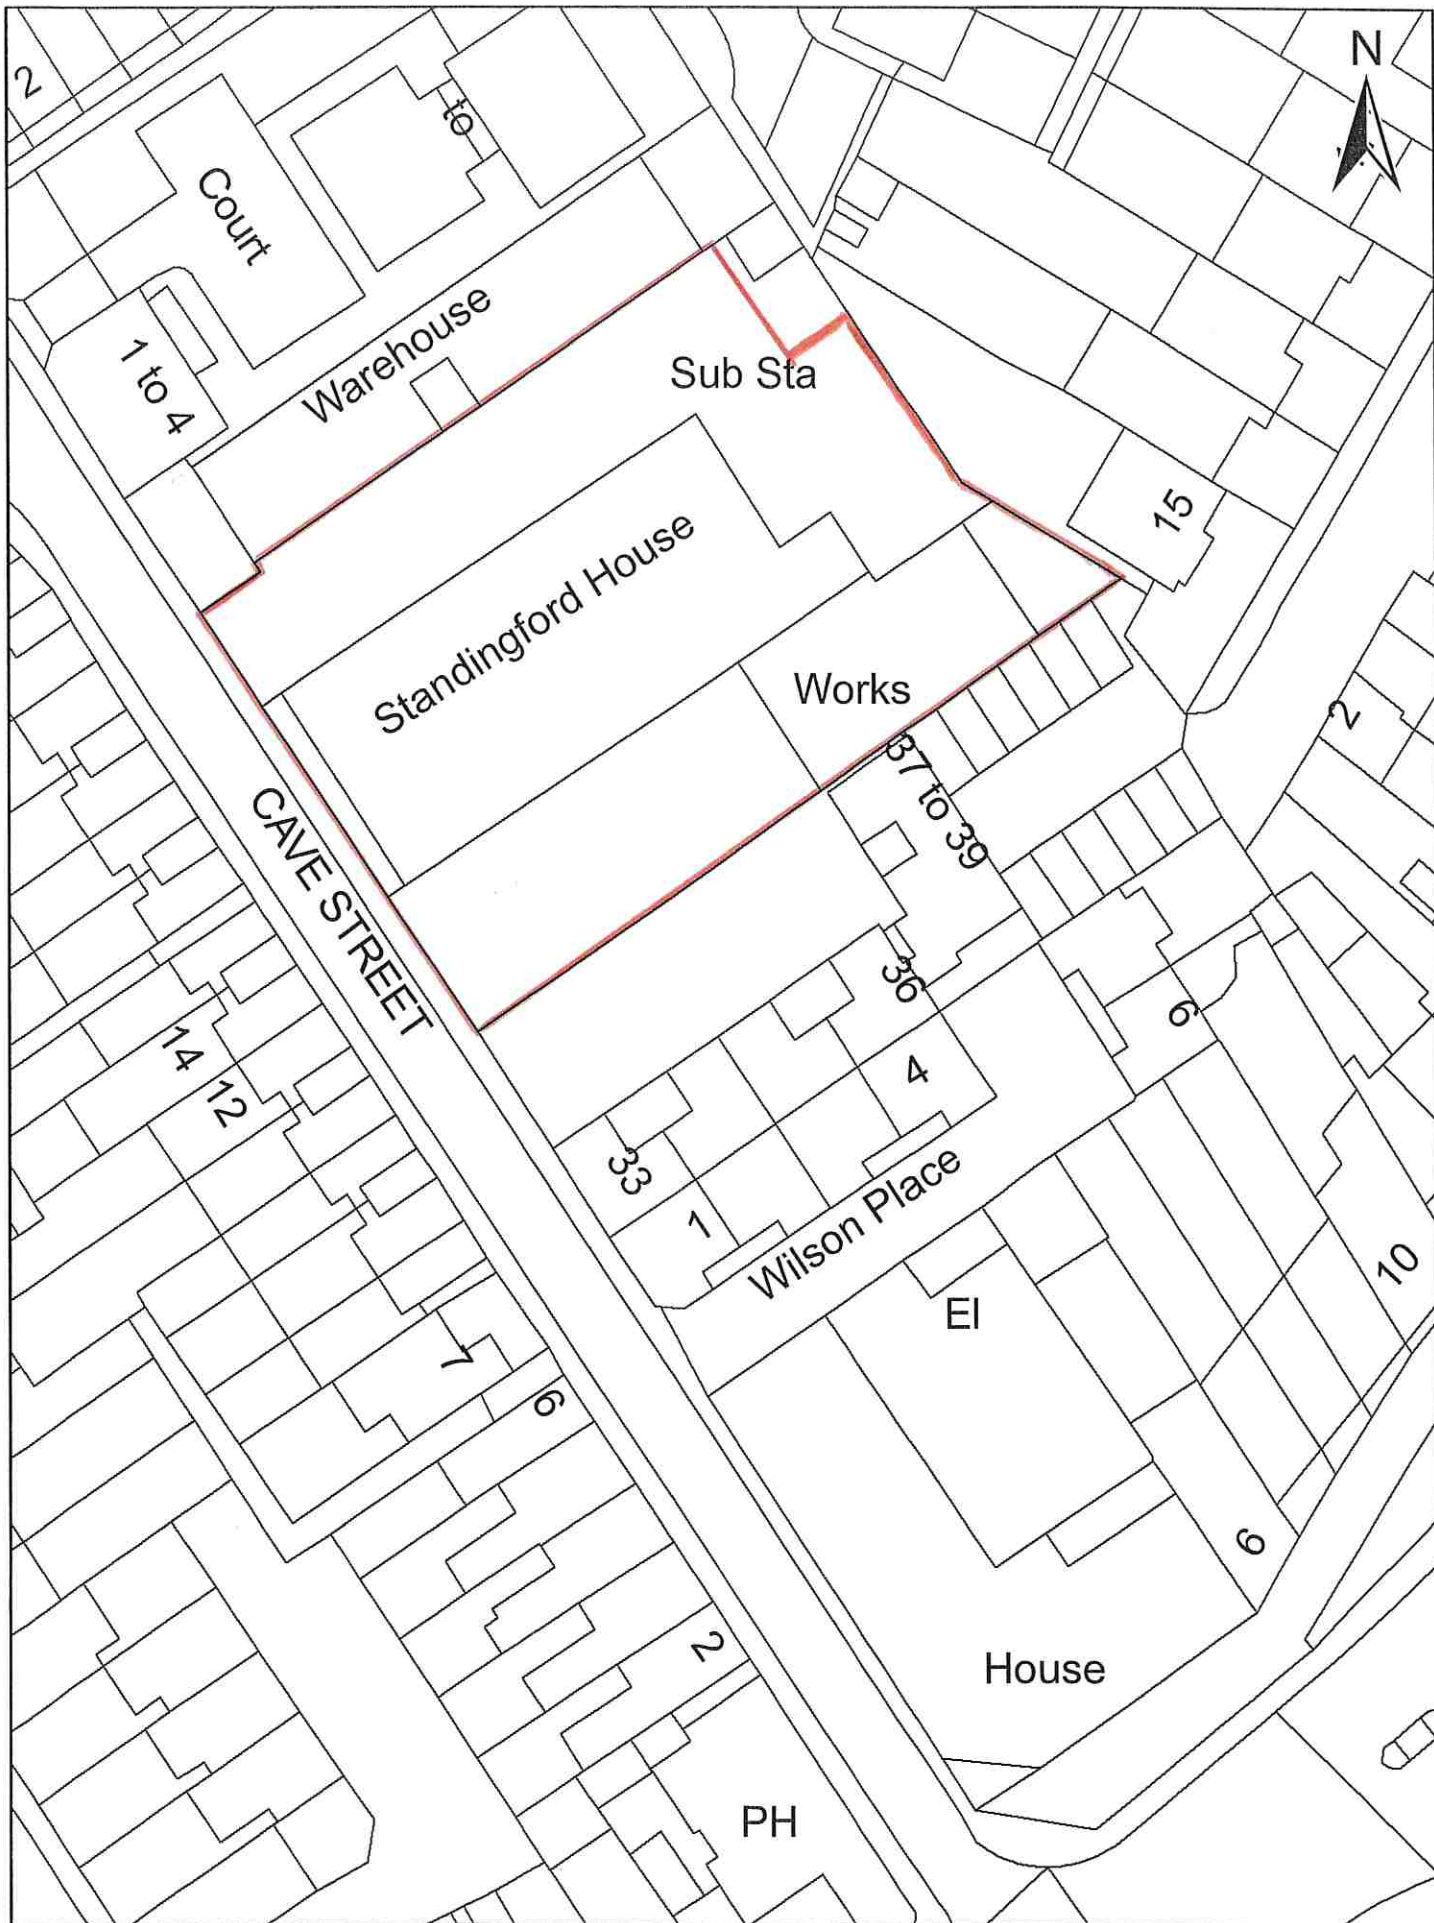 N
2
to
Court
Warehouse
1 to 4
Sub Sta
15
Standingford House
Works
2
37 to 39
CAVE STREET
36
6
14
12
4
33
1
Wilson Place
10
El
7
6
6
House
2
PH